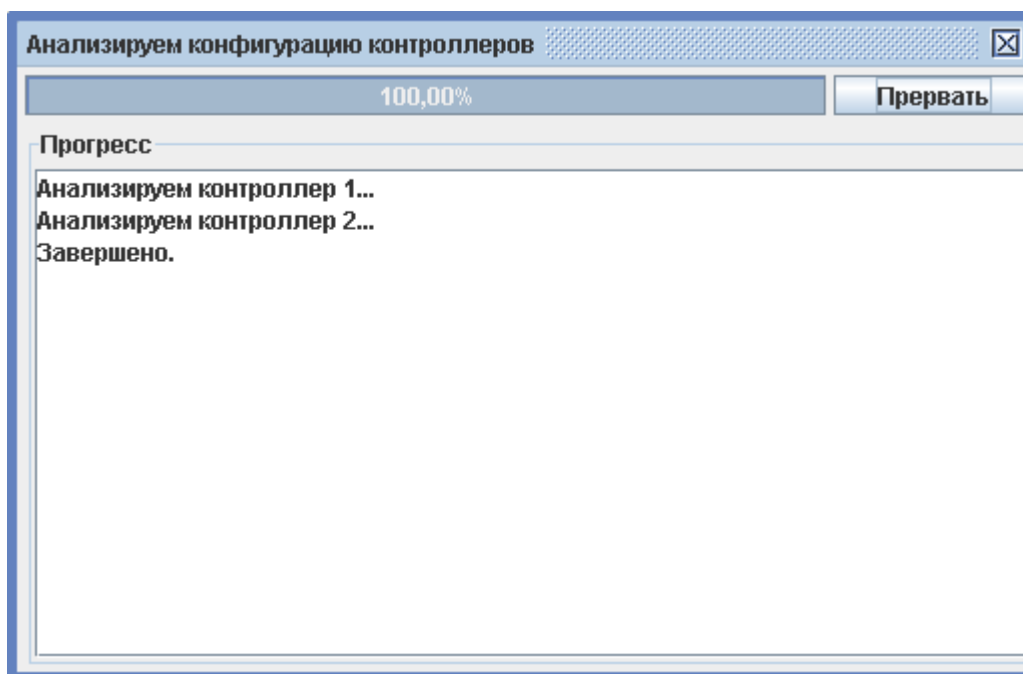 Анализируем конфигурацию контроллеров
100,00%
Прервать
Прогресс
Анализируем контроллер 1...
Анализируем контроллер 2...
Завершено.